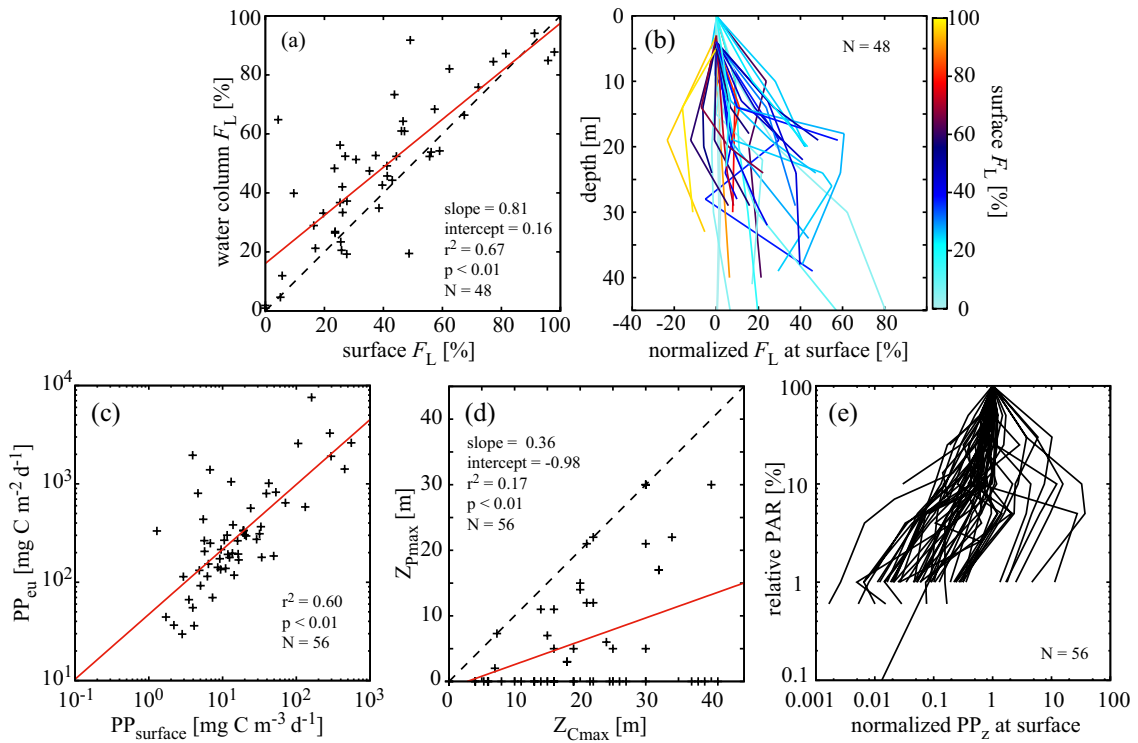 (a)
water column F_L [%]
100
80
60
40
20
0
0 20 40 60 80 100
surface F_L [%]
slope = 0.81
intercept = 0.16
r² = 0.67
p < 0.01
N = 48
(b)
N = 48
depth [m]
0
10
20
30
40
-40 -20 0 20 40 60 80
normalized F_L at surface [%]
100
80
60
40
20
0
surface F_L [%]
(c)
PP_eu [mg C m⁻² d⁻¹]
10⁴
10³
10²
10¹
10⁻¹ 10⁰ 10¹ 10² 10³
PP_surface [mg C m⁻³ d⁻¹]
r² = 0.60
p < 0.01
N = 56
(d)
slope = 0.36
intercept = -0.98
r² = 0.17
p < 0.01
N = 56
Z_Pmax [m]
40
30
20
10
0
0 10 20 30 40
Z_Cmax [m]
(e)
relative PAR [%]
100
10
1
0.1
N = 56
0.001 0.01 0.1 1 10 100
normalized PP_z at surface